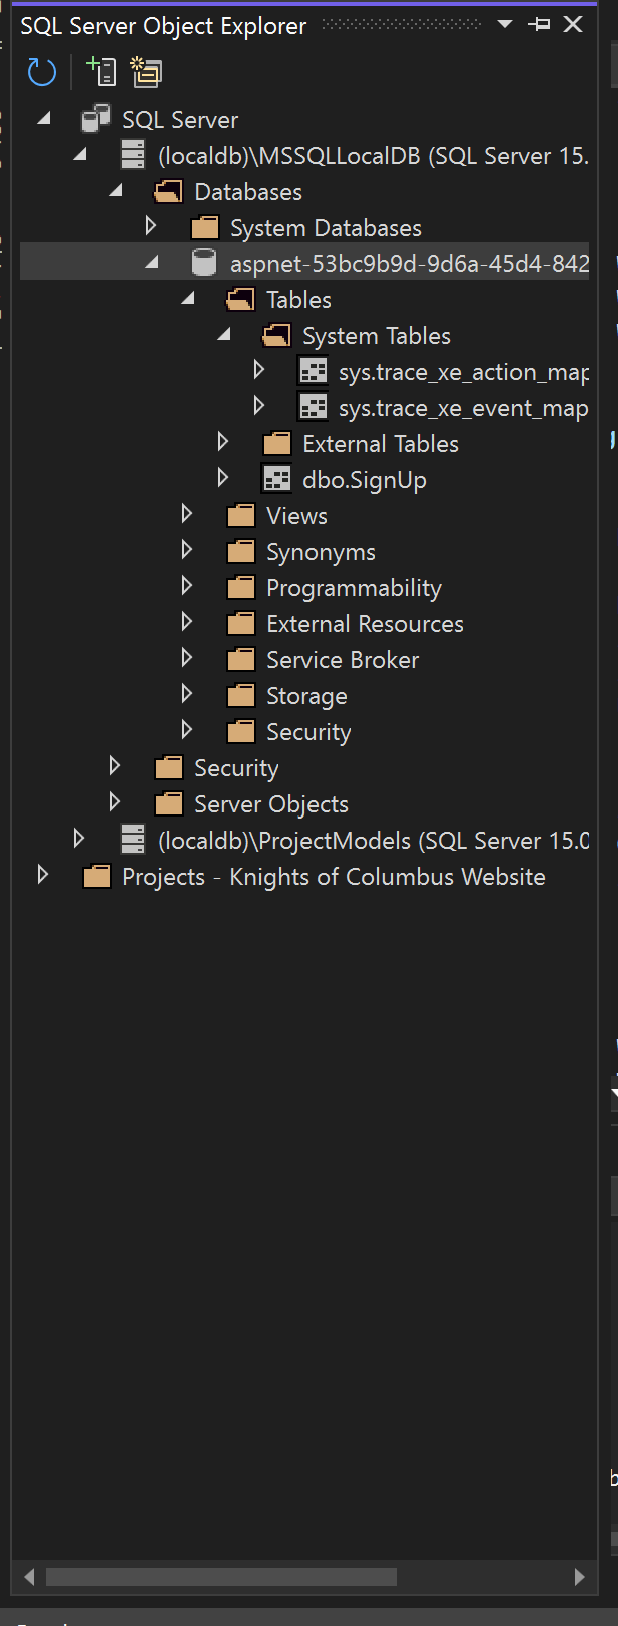 SQL Server Object Explorer
SQL Server
(localdb)\MSSQLLocalDB (SQL Server 15.
Databases
System Databases
aspnet-53bc9b9d-9d6a-45d4-842
Tables
System Tables
sys.trace_xe_action_map
sys.trace_xe_event_map
External Tables
dbo.SignUp
Views
Synonyms
Programmability
External Resources
Service Broker
Storage
Security
Security
Server Objects
(localdb)\ProjectModels (SQL Server 15.0
Projects - Knights of Columbus Website